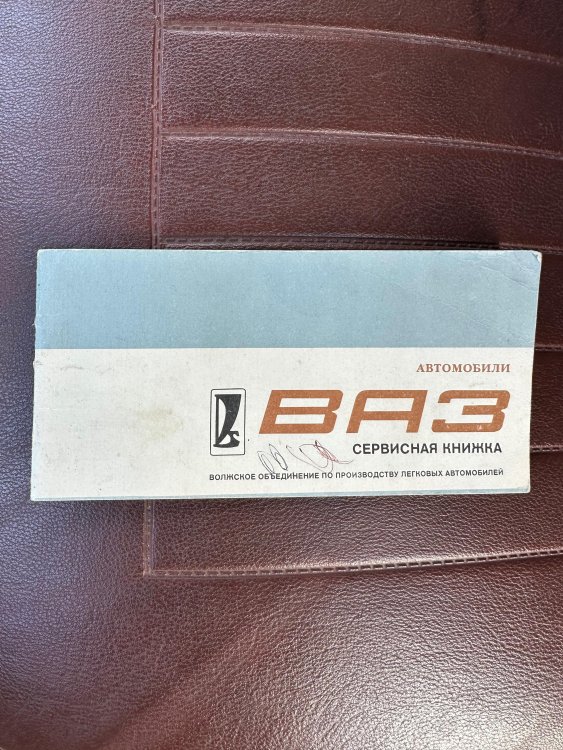 АВТОМОБИЛИ
ВАЗ
СЕРВИСНАЯ КНИЖКА
ВОЛЖСКОЕ ОБЪЕДИНЕНИЕ ПО ПРОИЗВОДСТВУ ЛЕГКОВЫХ АВТОМОБИЛЕЙ